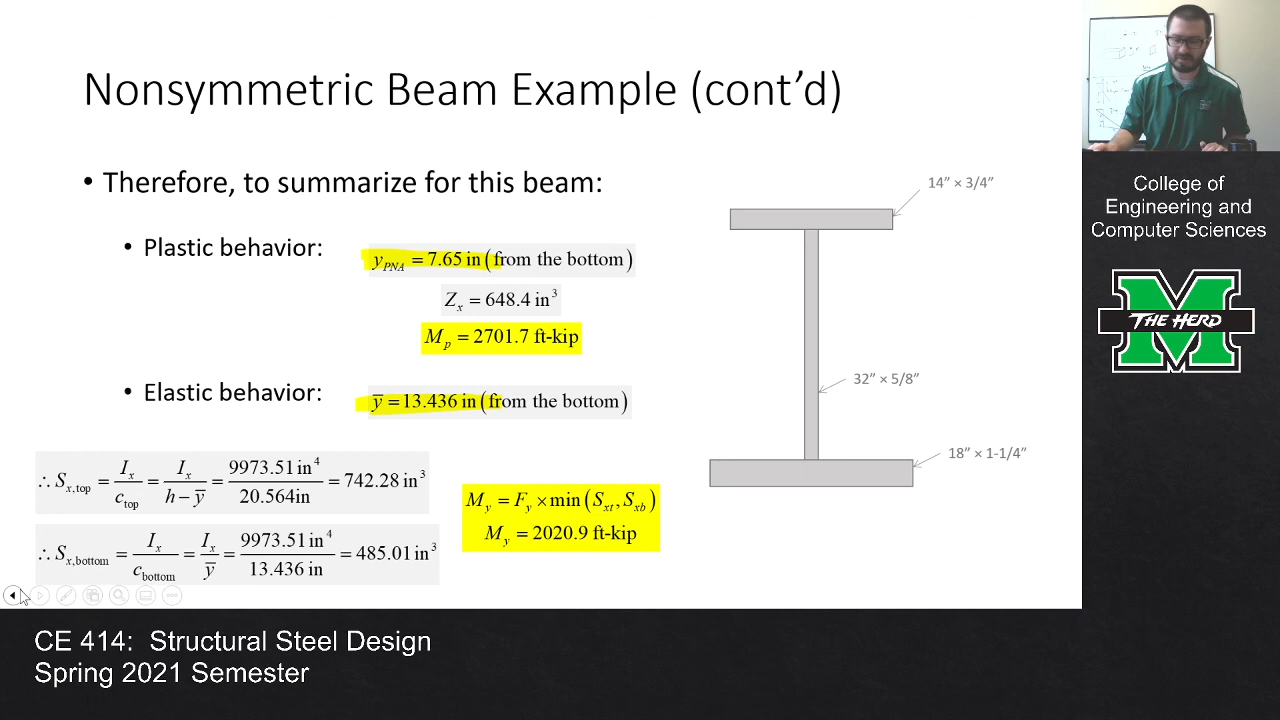 Nonsymmetric Beam Example (cont’d)
• Therefore, to summarize for this beam:
• Plastic behavior:
y_PNA = 7.65 in (from the bottom)
Z_x = 648.4 in^3
M_p = 2701.7 ft-kip
• Elastic behavior:
y̅ = 13.436 in (from the bottom)
∴ S_x,top = I_x / c_top = I_x / (h − y̅) = 9973.51 in^4 / 20.564in = 742.28 in^3
∴ S_x,bottom = I_x / c_bottom = I_x / y̅ = 9973.51 in^4 / 13.436 in = 485.01 in^3
M_y = F_y × min (S_xt, S_xb)
M_y = 2020.9 ft-kip
14” × 3/4”
32” × 5/8”
18” × 1-1/4”
College of
Engineering and
Computer Sciences
THE HERD
CE 414: Structural Steel Design
Spring 2021 Semester